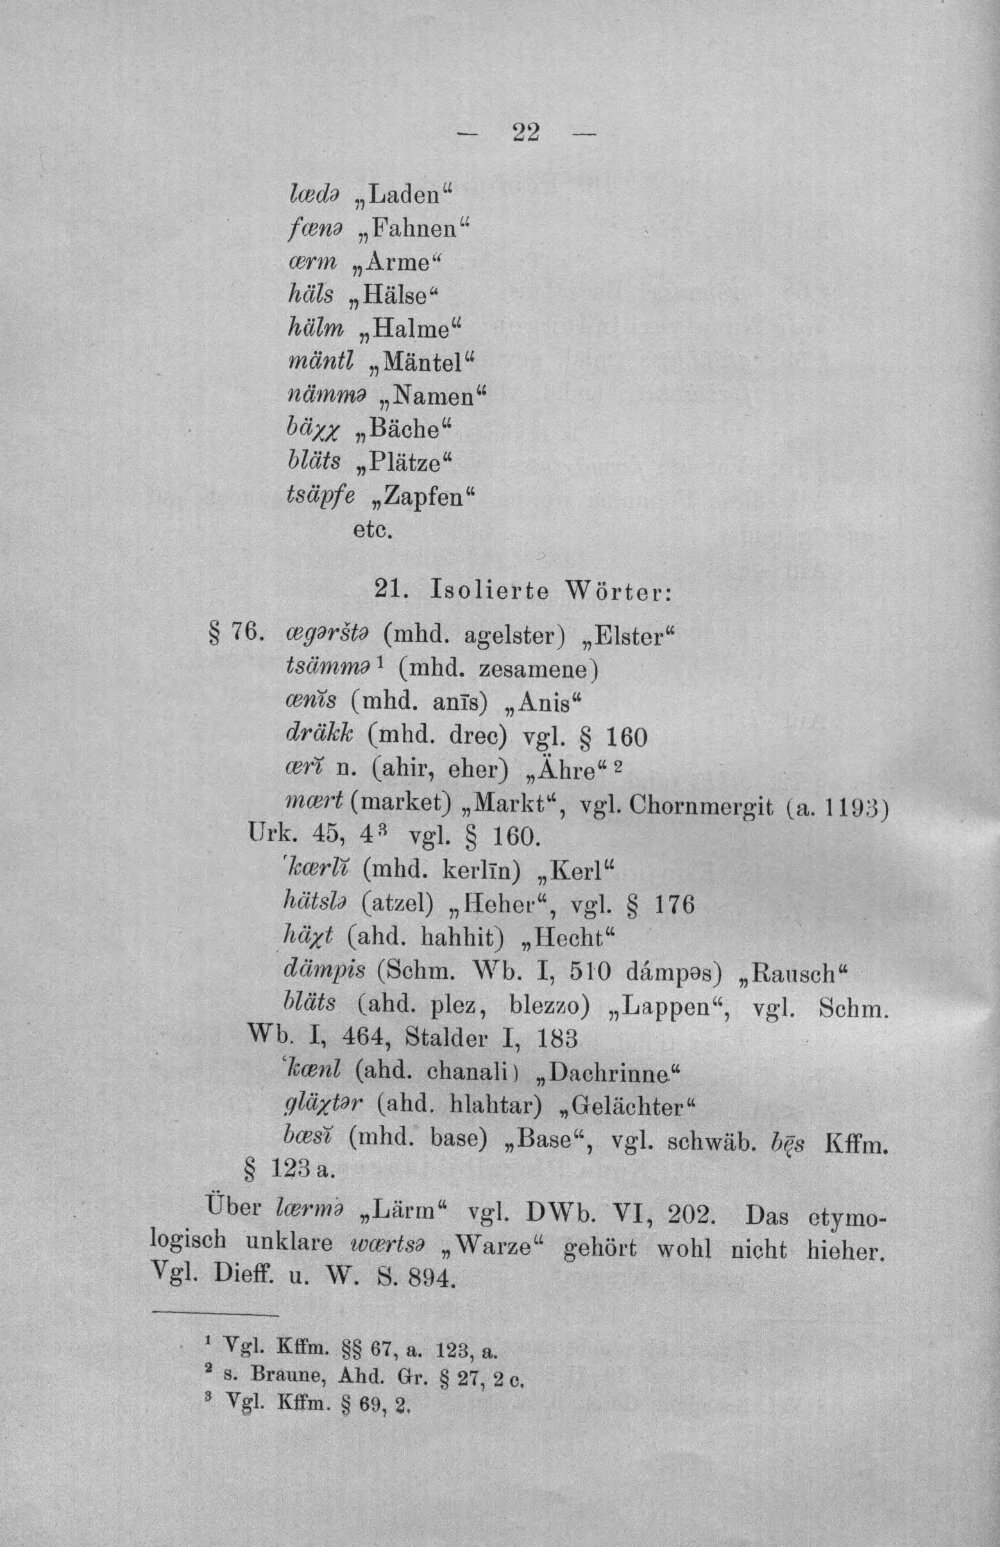 — 22 —
lædə „Laden“
fænə „Fahnen“
ærm „Arme“
häls „Hälse“
hälm „Halme“
mäntl „Mäntel“
nämmə „Namen“
bäχχ „Bäche“
bläts „Plätze“
tsäpfe „Zapfen“
etc.
21. Isolierte Wörter:
§ 76. ægərštə (mhd. agelster) „Elster“
tsämmə¹ (mhd. zesamene)
ænĭs (mhd. anīs) „Anis“
dräkk (mhd. drec) vgl. § 160
ærĭ n. (ahir, eher) „Ähre“ ²
mært (market) „Markt“, vgl. Chornmergit (a. 1193)
Urk. 45, 4³ vgl. § 160.
ʽkærlĭ (mhd. kerlīn) „Kerl“
hätslə (atzel) „Heher“, vgl. § 176
häχt (ahd. hahhit) „Hecht“
dämpis (Schm. Wb. I, 510 dámpəs) „Rausch“
bläts (ahd. plez, blezzo) „Lappen“, vgl. Schm.
Wb. I, 464, Stalder I, 183
ʽkænl (ahd. chanali) „Dachrinne“
gläχtər (ahd. hlahtar) „Gelächter“
bæsĭ (mhd. base) „Base“, vgl. schwäb. bę̄s Kffm.
§ 123 a.
Über lærmə „Lärm“ vgl. DWb. VI, 202. Das etymo-
logisch unklare wærtsə „Warze“ gehört wohl nicht hieher.
Vgl. Dieff. u. W. S. 894.
¹ Vgl. Kffm. §§ 67, a. 123, a.
² s. Braune, Ahd. Gr. § 27, 2 c.
³ Vgl. Kffm. § 69, 2.